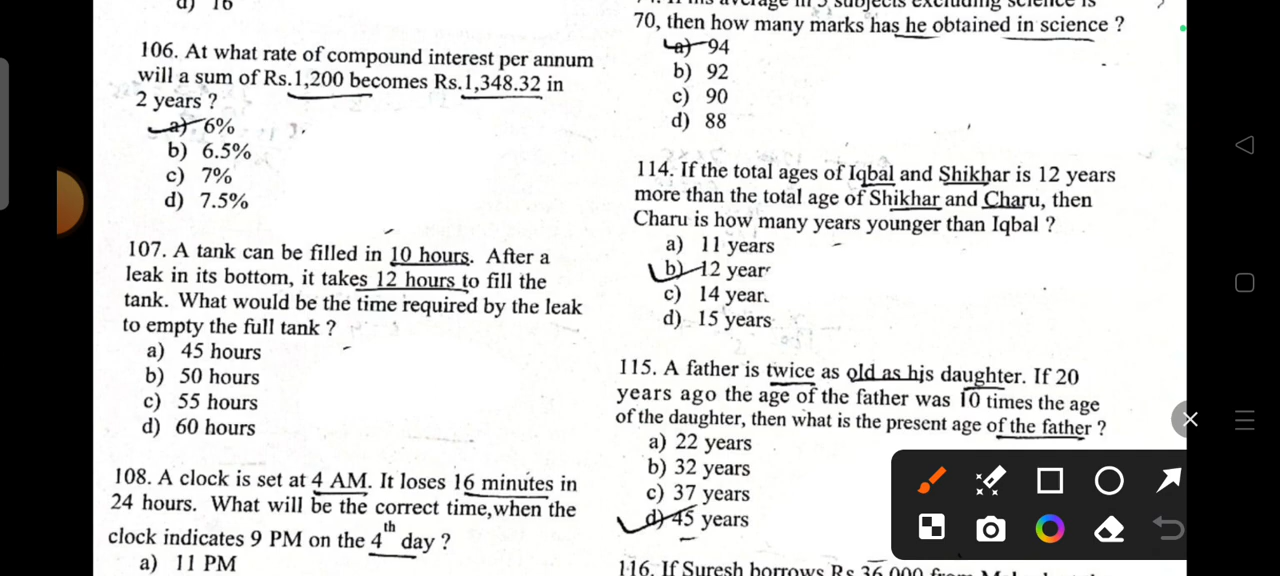 d) 16
106. At what rate of compound interest per annum
will a sum of Rs.1,200 becomes Rs.1,348.32 in
2 years ?
a) 6%
b) 6.5%
c) 7%
d) 7.5%
107. A tank can be filled in 10 hours. After a
leak in its bottom, it takes 12 hours to fill the
tank. What would be the time required by the leak
to empty the full tank ?
a) 45 hours
b) 50 hours
c) 55 hours
d) 60 hours
108. A clock is set at 4 AM. It loses 16 minutes in
24 hours. What will be the correct time,when the
clock indicates 9 PM on the 4th day ?
a) 11 PM
average in 5 subjects excluding science is
70, then how many marks has he obtained in science ?
a) 94
b) 92
c) 90
d) 88
114. If the total ages of Iqbal and Shikhar is 12 years
more than the total age of Shikhar and Charu, then
Charu is how many years younger than Iqbal ?
a) 11 years
b) 12 year
c) 14 year.
d) 15 years
115. A father is twice as old as his daughter. If 20
years ago the age of the father was 10 times the age
of the daughter, then what is the present age of the father ?
a) 22 years
b) 32 years
c) 37 years
d) 45 years
116. If Suresh borrows Rs 36,000 from